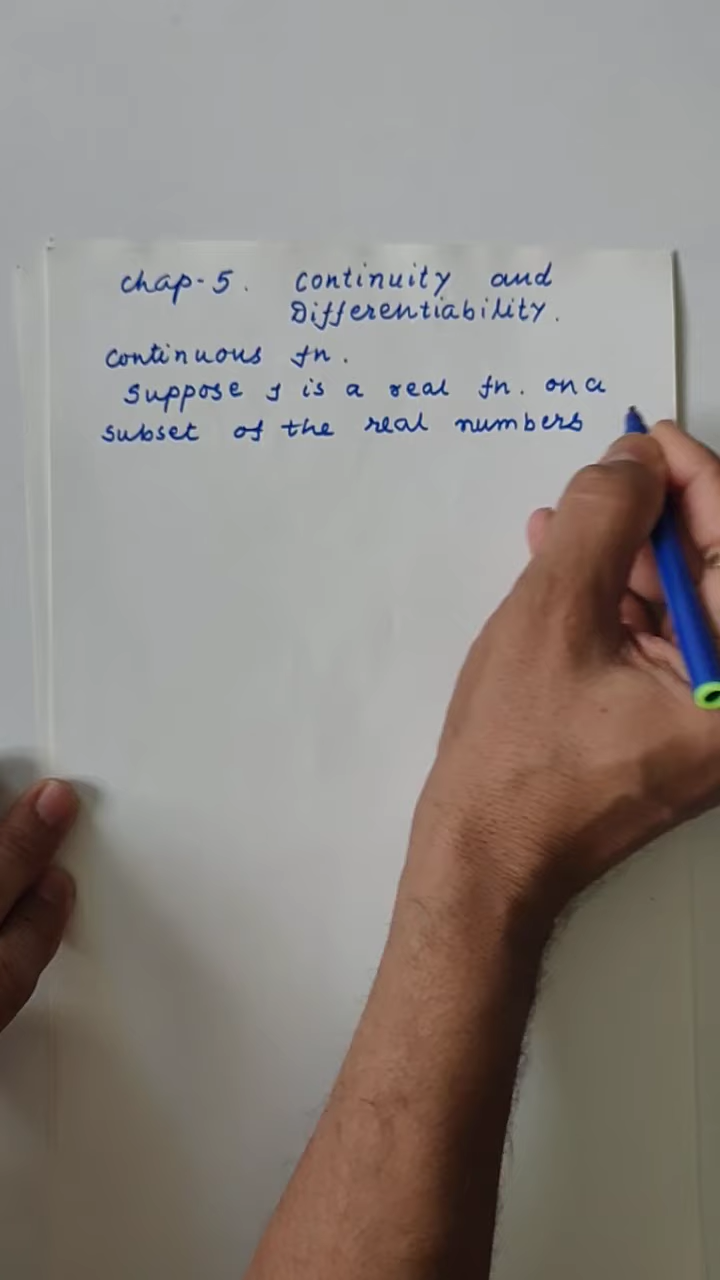 chap-5. continuity and
Differentiability.
continuous fn.
Suppose f is a real fn. on a
subset of the real numbers